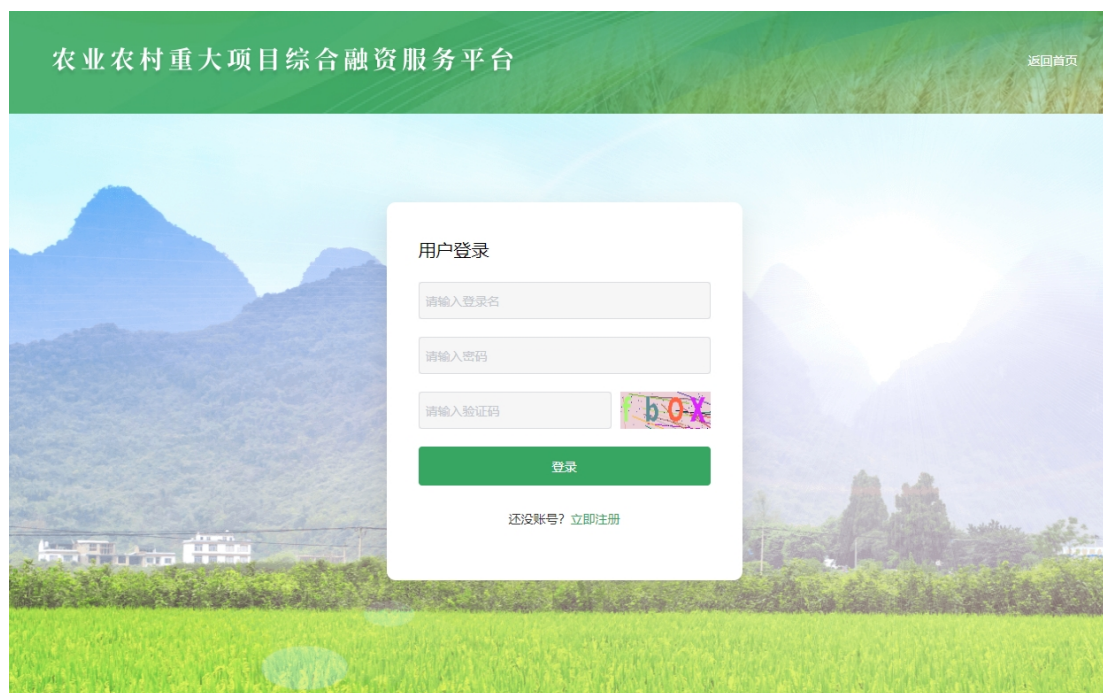 农业农村重大项目综合融资服务平台
返回首页
用户登录
请输入登录名
请输入密码
请输入验证码
登录
还没账号？立即注册